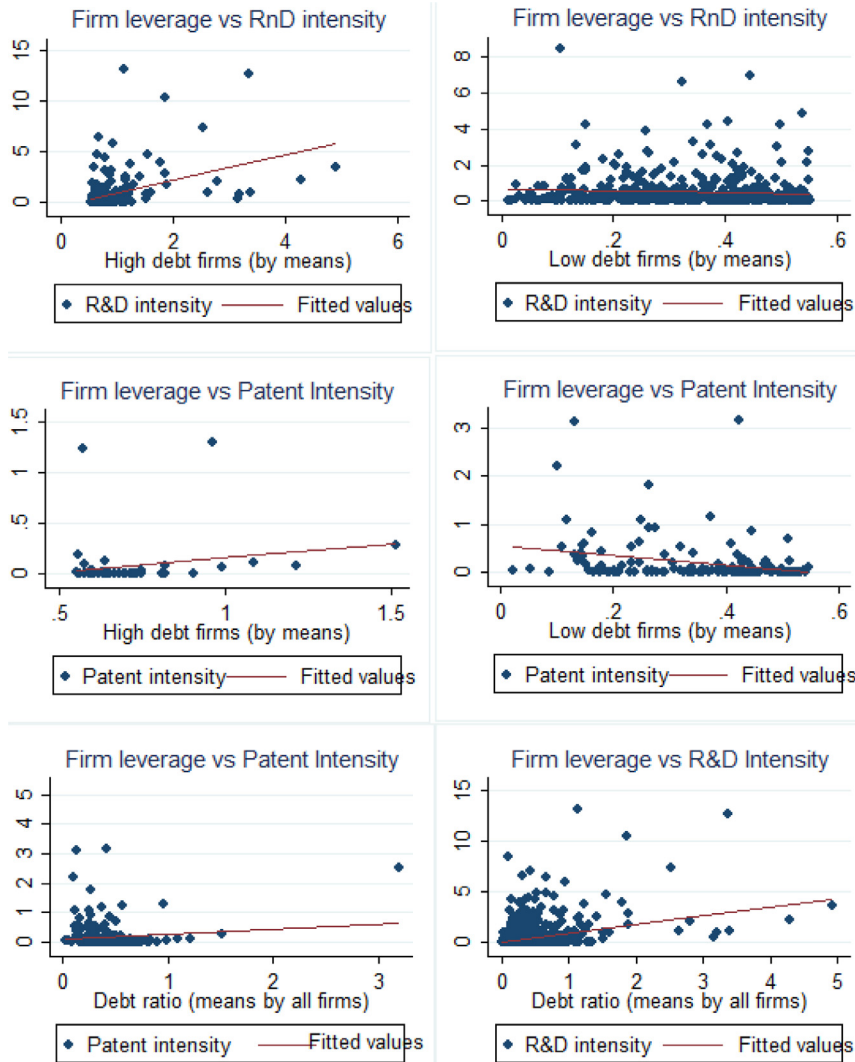 Firm leverage vs RnD intensity
15
10
5
0
0 2 4 6
High debt firms (by means)
R&D intensity Fitted values
Firm leverage vs RnD intensity
8
6
4
2
0
0 .2 .4 .6
Low debt firms (by means)
R&D intensity Fitted values
Firm leverage vs Patent Intensity
1.5
1
.5
0
.5 1 1.5
High debt firms (by means)
Patent intensity Fitted values
Firm leverage vs Patent Intensity
3
2
1
0
0 .2 .4 .6
Low debt firms (by means)
Patent intensity Fitted values
Firm leverage vs Patent Intensity
5
4
3
2
1
0
0 1 2 3
Debt ratio (means by all firms)
Patent intensity Fitted values
Firm leverage vs R&D Intensity
15
10
5
0
0 1 2 3 4 5
Debt ratio (means by all firms)
R&D intensity Fitted values